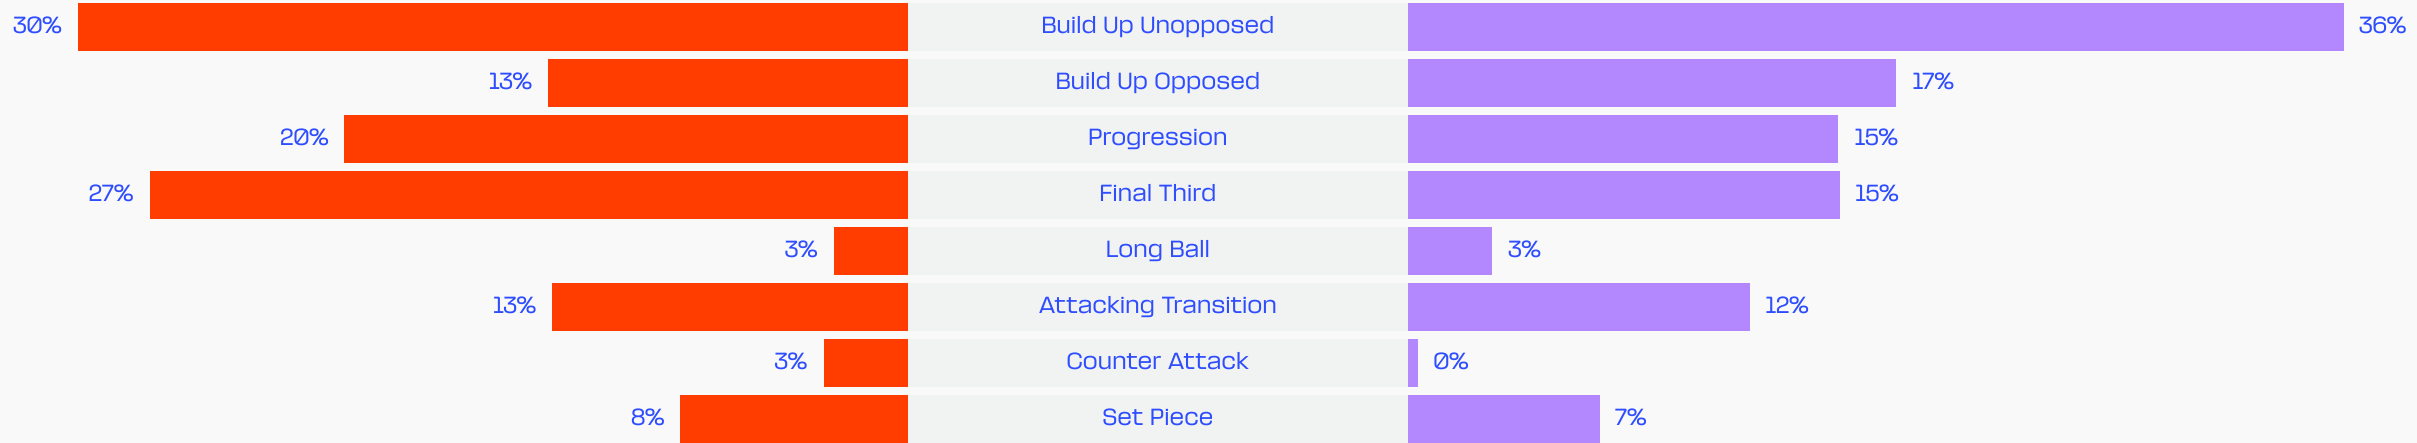 30% Build Up Unopposed 36%
13% Build Up Opposed 17%
20% Progression 15%
27% Final Third 15%
3% Long Ball 3%
13% Attacking Transition 12%
3% Counter Attack 0%
8% Set Piece 7%